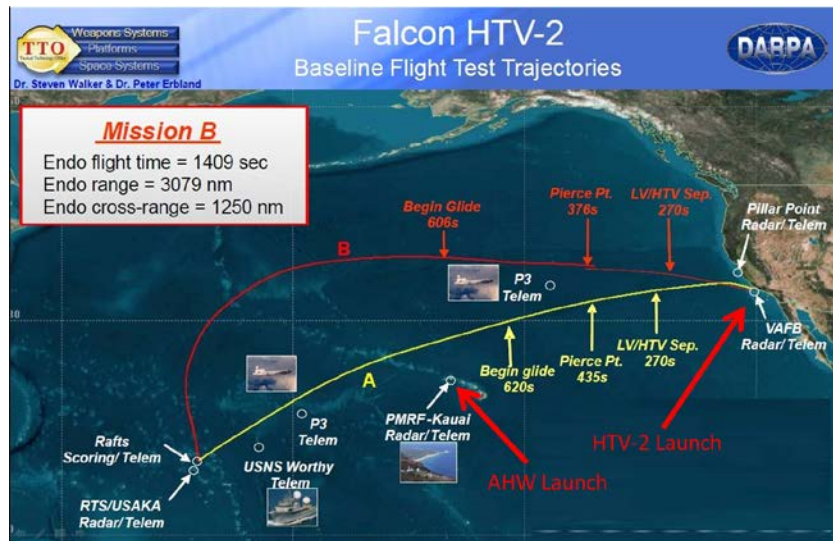 TTO
Tactical Technology Office
Weapons Systems
Platforms
Space Systems
Dr. Steven Walker & Dr. Peter Erbland
Falcon HTV-2
Baseline Flight Test Trajectories
DARPA
Mission B
Endo flight time = 1409 sec
Endo range = 3079 nm
Endo cross-range = 1250 nm
Begin Glide
606s
Pierce Pt.
376s
LV/HTV Sep.
270s
Pillar Point
Radar/Telem
B
P3
Telem
VAFB
Radar/Telem
Begin glide
620s
Pierce Pt.
435s
LV/HTV Sep.
270s
A
P3
Telem
PMRF-Kauai
Radar/Telem
HTV-2 Launch
AHW Launch
Rafts
Scoring/Telem
USNS Worthy
Telem
RTS/USAKA
Radar/Telem